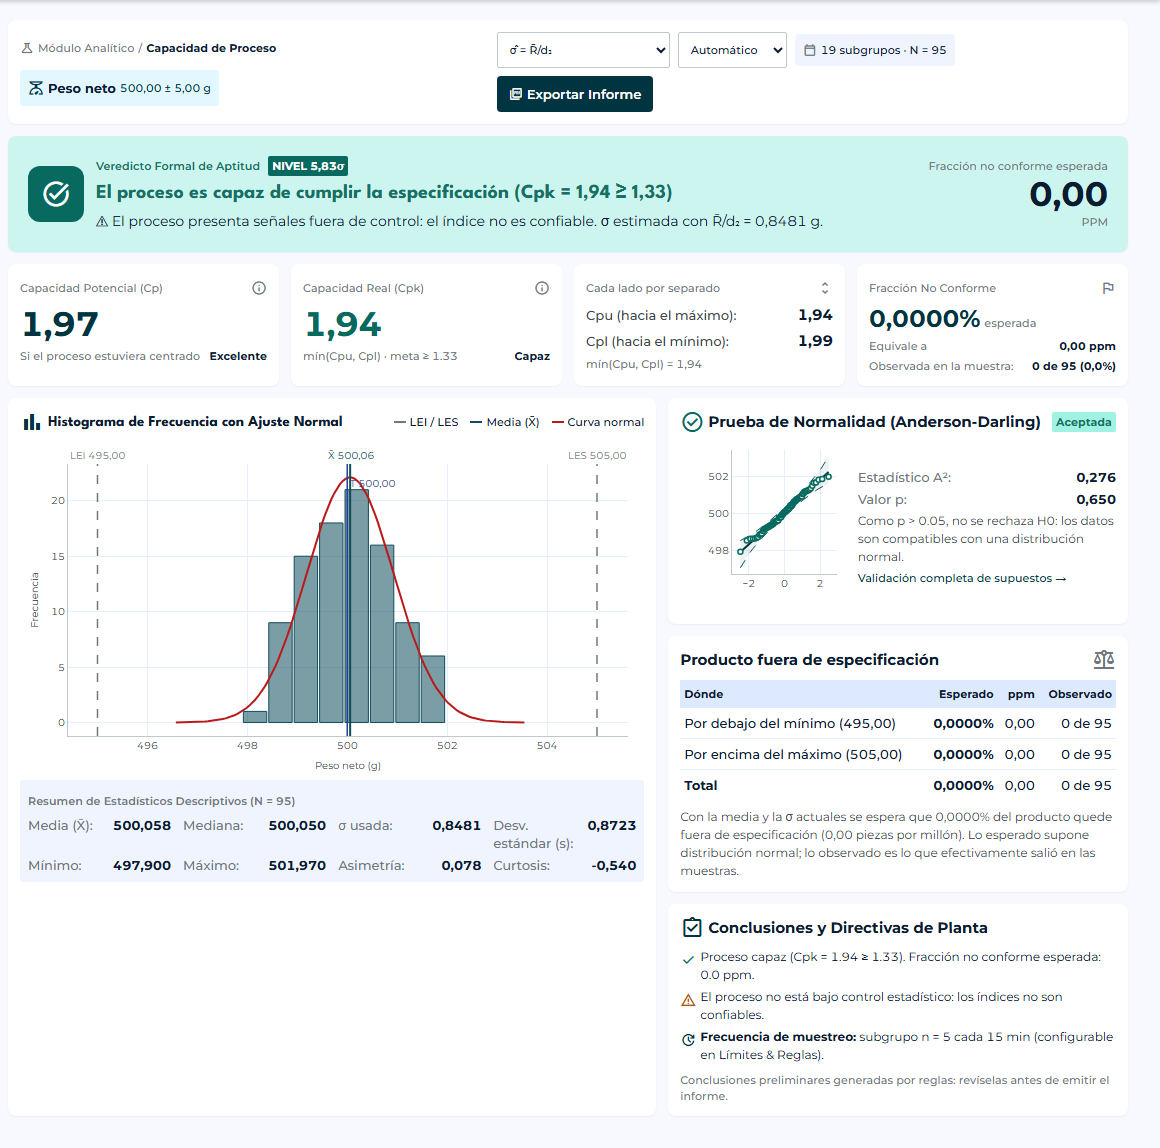 Módulo Analítico / Capacidad de Proceso
Peso neto 500,00 ± 5,00 g
σ̂ = R̄/d₂
Automático
19 subgrupos · N = 95
Exportar Informe
Veredicto Formal de Aptitud NIVEL 5,83σ
El proceso es capaz de cumplir la especificación (Cpk = 1,94 ≥ 1,33)
⚠ El proceso presenta señales fuera de control: el índice no es confiable. σ estimada con R̄/d₂ = 0,8481 g.
Fracción no conforme esperada
0,00
PPM
Capacidad Potencial (Cp)
1,97
Si el proceso estuviera centrado Excelente
Capacidad Real (Cpk)
1,94
mín(Cpu, Cpl) · meta ≥ 1.33 Capaz
Cada lado por separado
Cpu (hacia el máximo): 1,94
Cpl (hacia el mínimo): 1,99
mín(Cpu, Cpl) = 1,94
Fracción No Conforme
0,0000% esperada
Equivale a 0,00 ppm
Observada en la muestra: 0 de 95 (0,0%)
Histograma de Frecuencia con Ajuste Normal
LEI / LES Media (X̄) Curva normal
LEI 495,00 X̄ 500,06 LES 505,00
T 500,00
20
15
10
5
0
Frecuencia
496 498 500 502 504
Peso neto (g)
Resumen de Estadísticos Descriptivos (N = 95)
Media (X̄): 500,058 Mediana: 500,050 σ usada: 0,8481 Desv. estándar (s): 0,8723
Mínimo: 497,900 Máximo: 501,970 Asimetría: 0,078 Curtosis: -0,540
Prueba de Normalidad (Anderson-Darling) Aceptada
502
500
498
−2 0 2
Estadístico A²: 0,276
Valor p: 0,650
Como p > 0.05, no se rechaza H0: los datos
son compatibles con una distribución
normal.
Validación completa de supuestos →
Producto fuera de especificación
Dónde Esperado ppm Observado
Por debajo del mínimo (495,00) 0,0000% 0,00 0 de 95
Por encima del máximo (505,00) 0,0000% 0,00 0 de 95
Total 0,0000% 0,00 0 de 95
Con la media y la σ actuales se espera que 0,0000% del producto quede
fuera de especificación (0,00 piezas por millón). Lo esperado supone
distribución normal; lo observado es lo que efectivamente salió en las
muestras.
Conclusiones y Directivas de Planta
Proceso capaz (Cpk = 1.94 ≥ 1.33). Fracción no conforme esperada:
0.0 ppm.
El proceso no está bajo control estadístico: los índices no son
confiables.
Frecuencia de muestreo: subgrupo n = 5 cada 15 min (configurable
en Límites & Reglas).
Conclusiones preliminares generadas por reglas: revíselas antes de emitir el
informe.